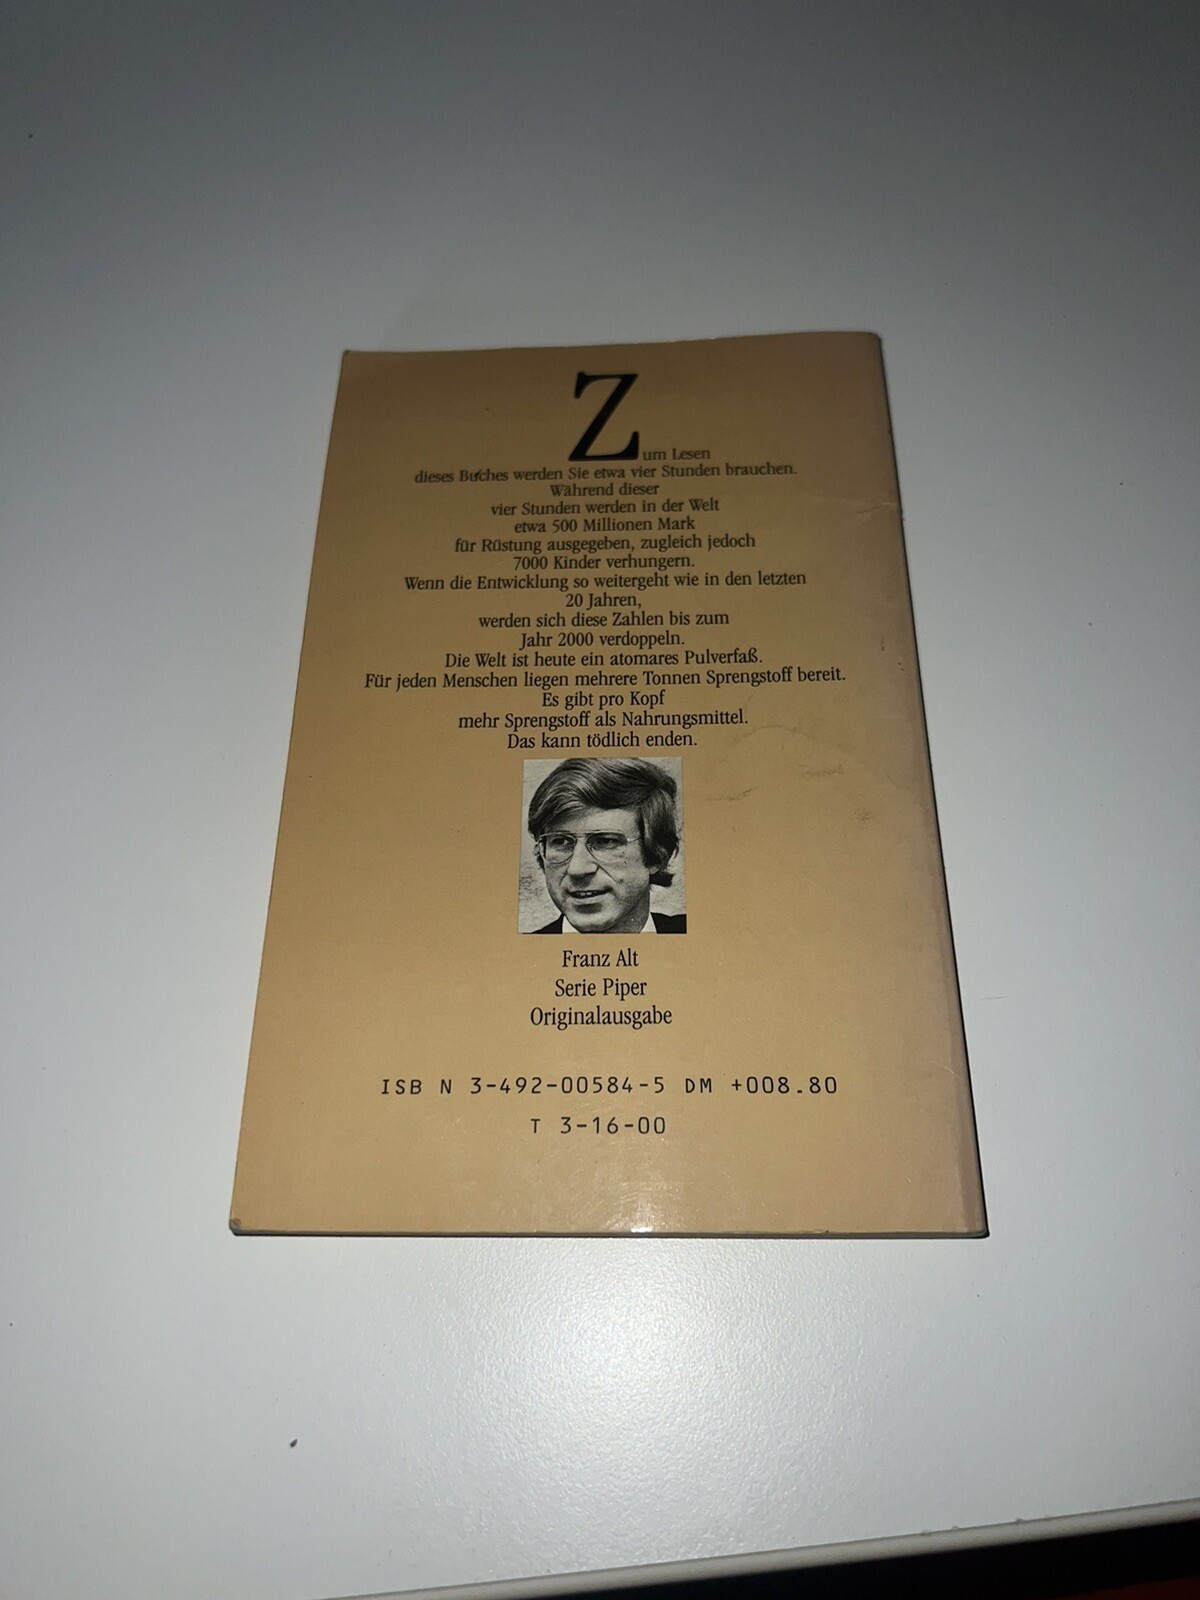 Zum Lesen
dieses Buches werden Sie etwa vier Stunden brauchen.
Während dieser
vier Stunden werden in der Welt
etwa 500 Millionen Mark
für Rüstung ausgegeben, zugleich jedoch
7000 Kinder verhungern.
Wenn die Entwicklung so weitergeht wie in den letzten
20 Jahren,
werden sich diese Zahlen bis zum
Jahr 2000 verdoppeln.
Die Welt ist heute ein atomares Pulverfaß.
Für jeden Menschen liegen mehrere Tonnen Sprengstoff bereit.
Es gibt pro Kopf
mehr Sprengstoff als Nahrungsmittel.
Das kann tödlich enden.
Franz Alt
Serie Piper
Originalausgabe
ISB N 3-492-00584-5 DM +008.80
T 3-16-00